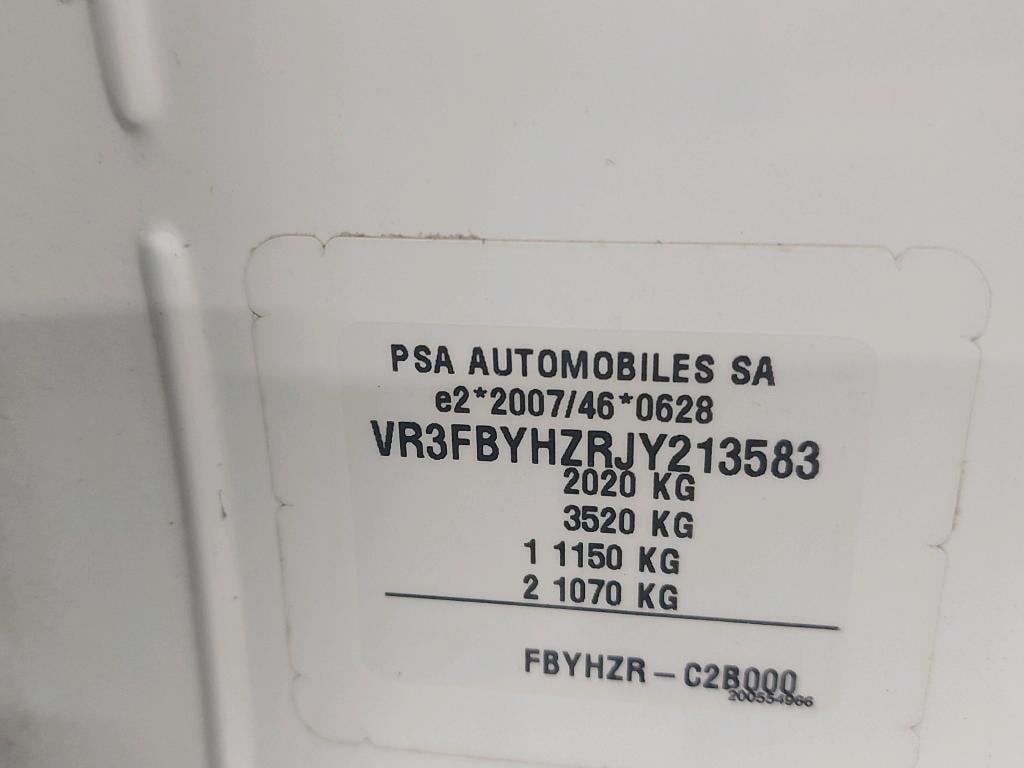 PSA AUTOMOBILES SA
e2*2007/46*0628
VR3FBYHZRJY213583
2020 KG
3520 KG
1 1150 KG
2 1070 KG
FBYHZR – C2B000
200554966